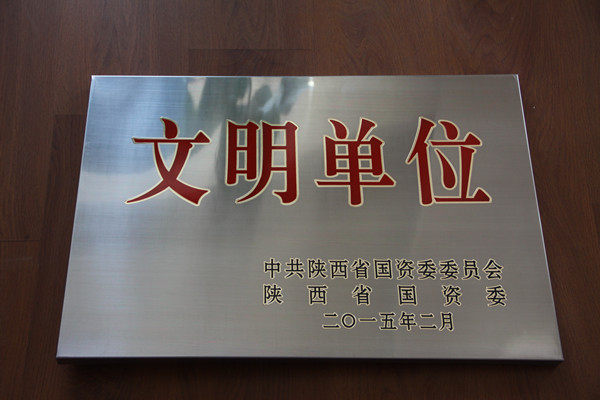 文明单位
中共陕西省国资委委员会
陕西省国资委
二〇一五年二月